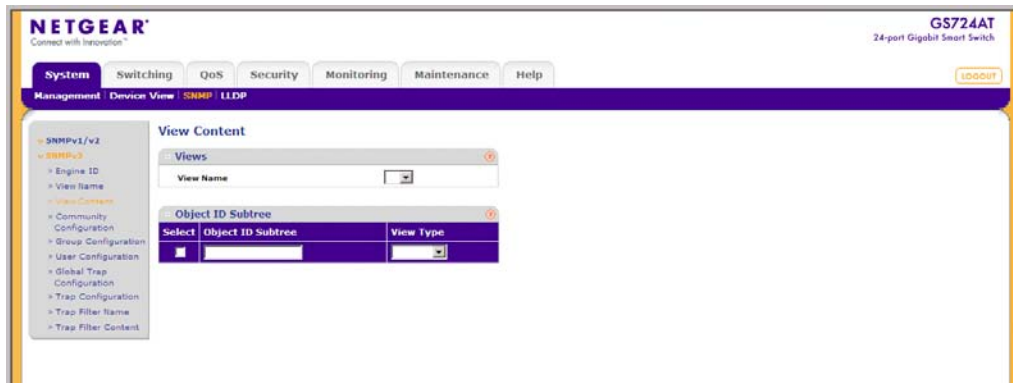 NETGEAR
Connect with Innovation™
GS724AT
24-port Gigabit Smart Switch
System Switching QoS Security Monitoring Maintenance Help
LOGOUT
Management Device View SNMP LLDP
SNMPv1/v2
SNMPv3
Engine ID
View Name
View Content
Community
Configuration
Group Configuration
User Configuration
Global Trap
Configuration
Trap Configuration
Trap Filter Name
Trap Filter Content
View Content
Views
View Name
Object ID Subtree
Select Object ID Subtree View Type